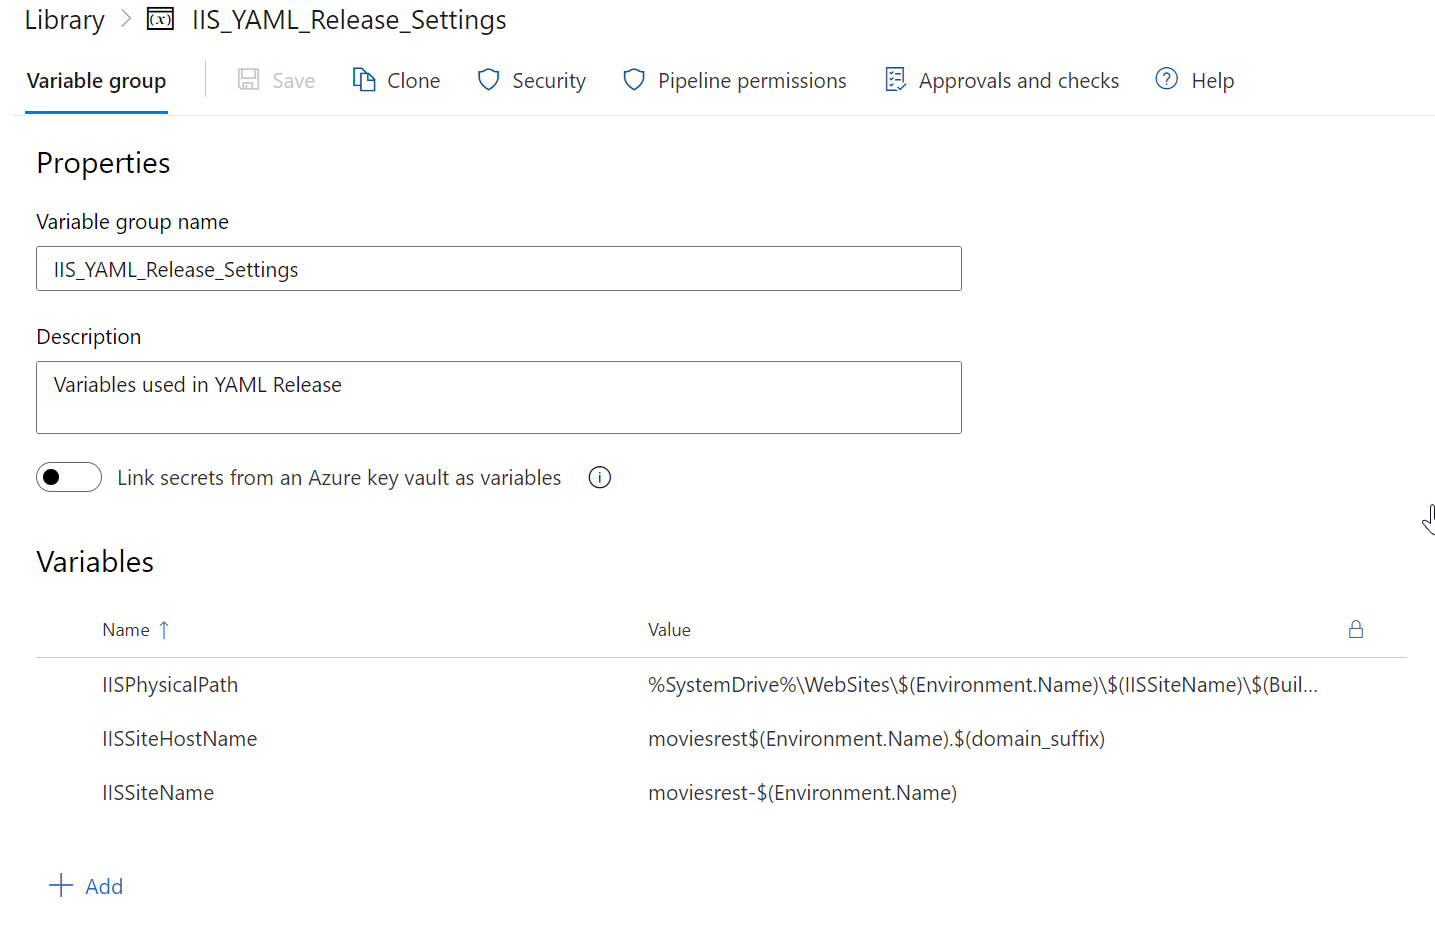 Library > (x) IIS_YAML_Release_Settings
Variable group Save Clone Security Pipeline permissions Approvals and checks ? Help
Properties
Variable group name
IIS_YAML_Release_Settings
Description
Variables used in YAML Release
Link secrets from an Azure key vault as variables i
Variables
Name ↑ Value
IISPhysicalPath %SystemDrive%\WebSites\$(Environment.Name)\$(IISSiteName)\$(Buil...
IISSiteHostName moviesrest$(Environment.Name).$(domain_suffix)
IISSiteName moviesrest-$(Environment.Name)
+ Add